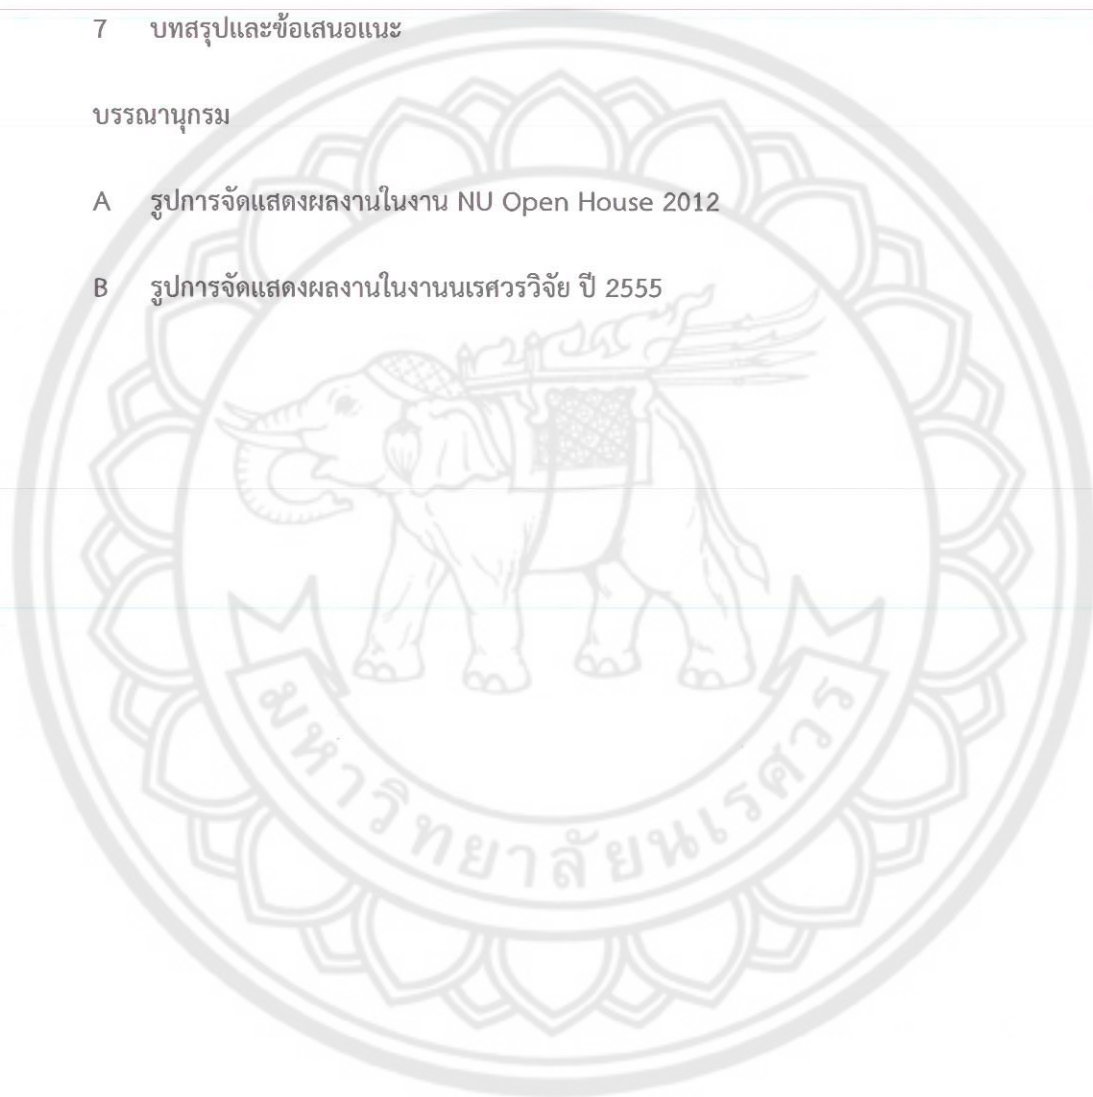 7 บทสรุปและข้อเสนอแนะ
บรรณานุกรม
A รูปการจัดแสดงผลงานในงาน NU Open House 2012
B รูปการจัดแสดงผลงานในงานนเรศวรวิจัย ปี 2555
มหาวิทยาลัยนเรศวร